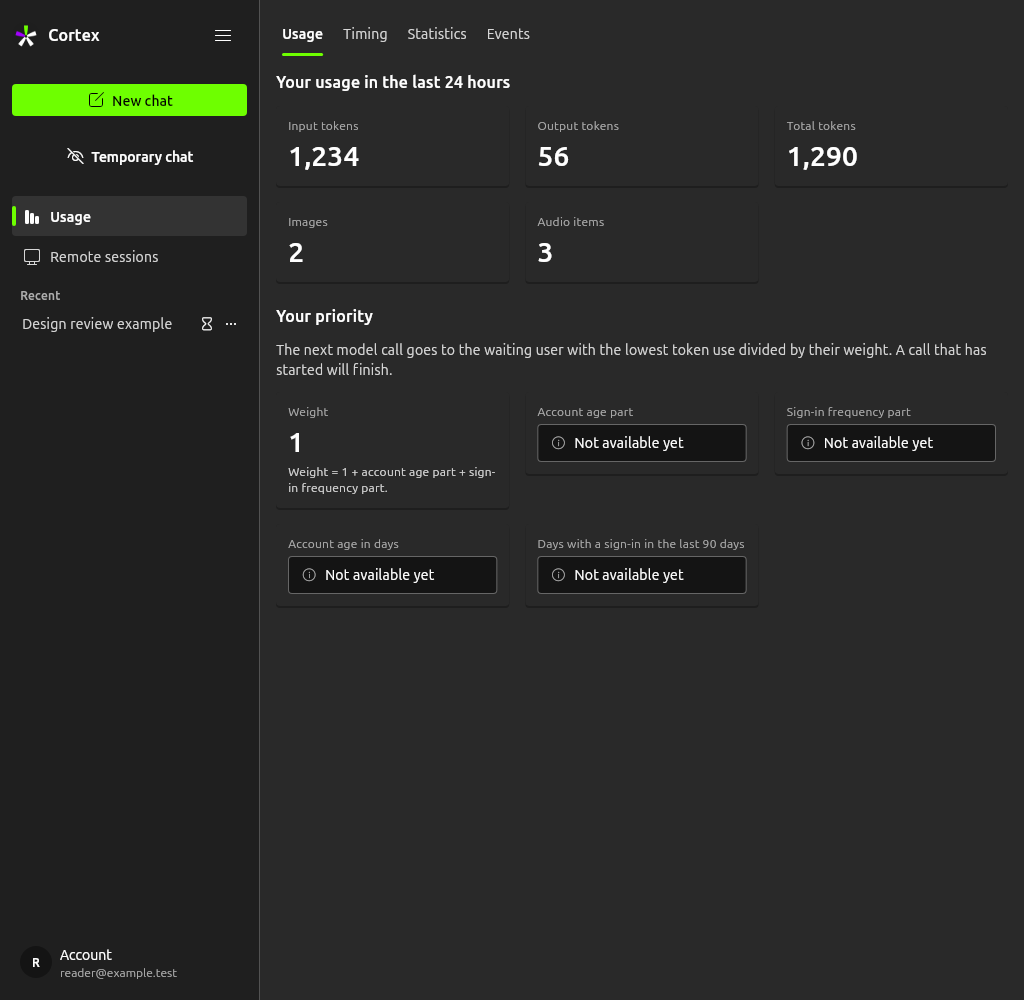 Cortex
New chat
Temporary chat
Usage
Remote sessions
Recent
Design review example
R
Account
reader@example.test
Usage
Timing
Statistics
Events
Your usage in the last 24 hours
Input tokens
1,234
Output tokens
56
Total tokens
1,290
Images
2
Audio items
3
Your priority
The next model call goes to the waiting user with the lowest token use divided by their weight. A call that has
started will finish.
Weight
1
Weight = 1 + account age part + sign-
in frequency part.
Account age part
Not available yet
Sign-in frequency part
Not available yet
Account age in days
Not available yet
Days with a sign-in in the last 90 days
Not available yet